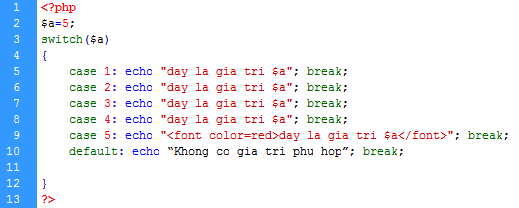 1 <?php
2 $a=5;
3 switch($a)
4 {
5 case 1: echo "day la gia tri $a"; break;
6 case 2: echo "day la gia tri $a"; break;
7 case 3: echo "day la gia tri $a"; break;
8 case 4: echo "day la gia tri $a"; break;
9 case 5: echo "<font color=red>day la gia tri $a</font>"; break;
10 default: echo “Khong co gia tri phu hop”; break;
11
12 }
13 ?>